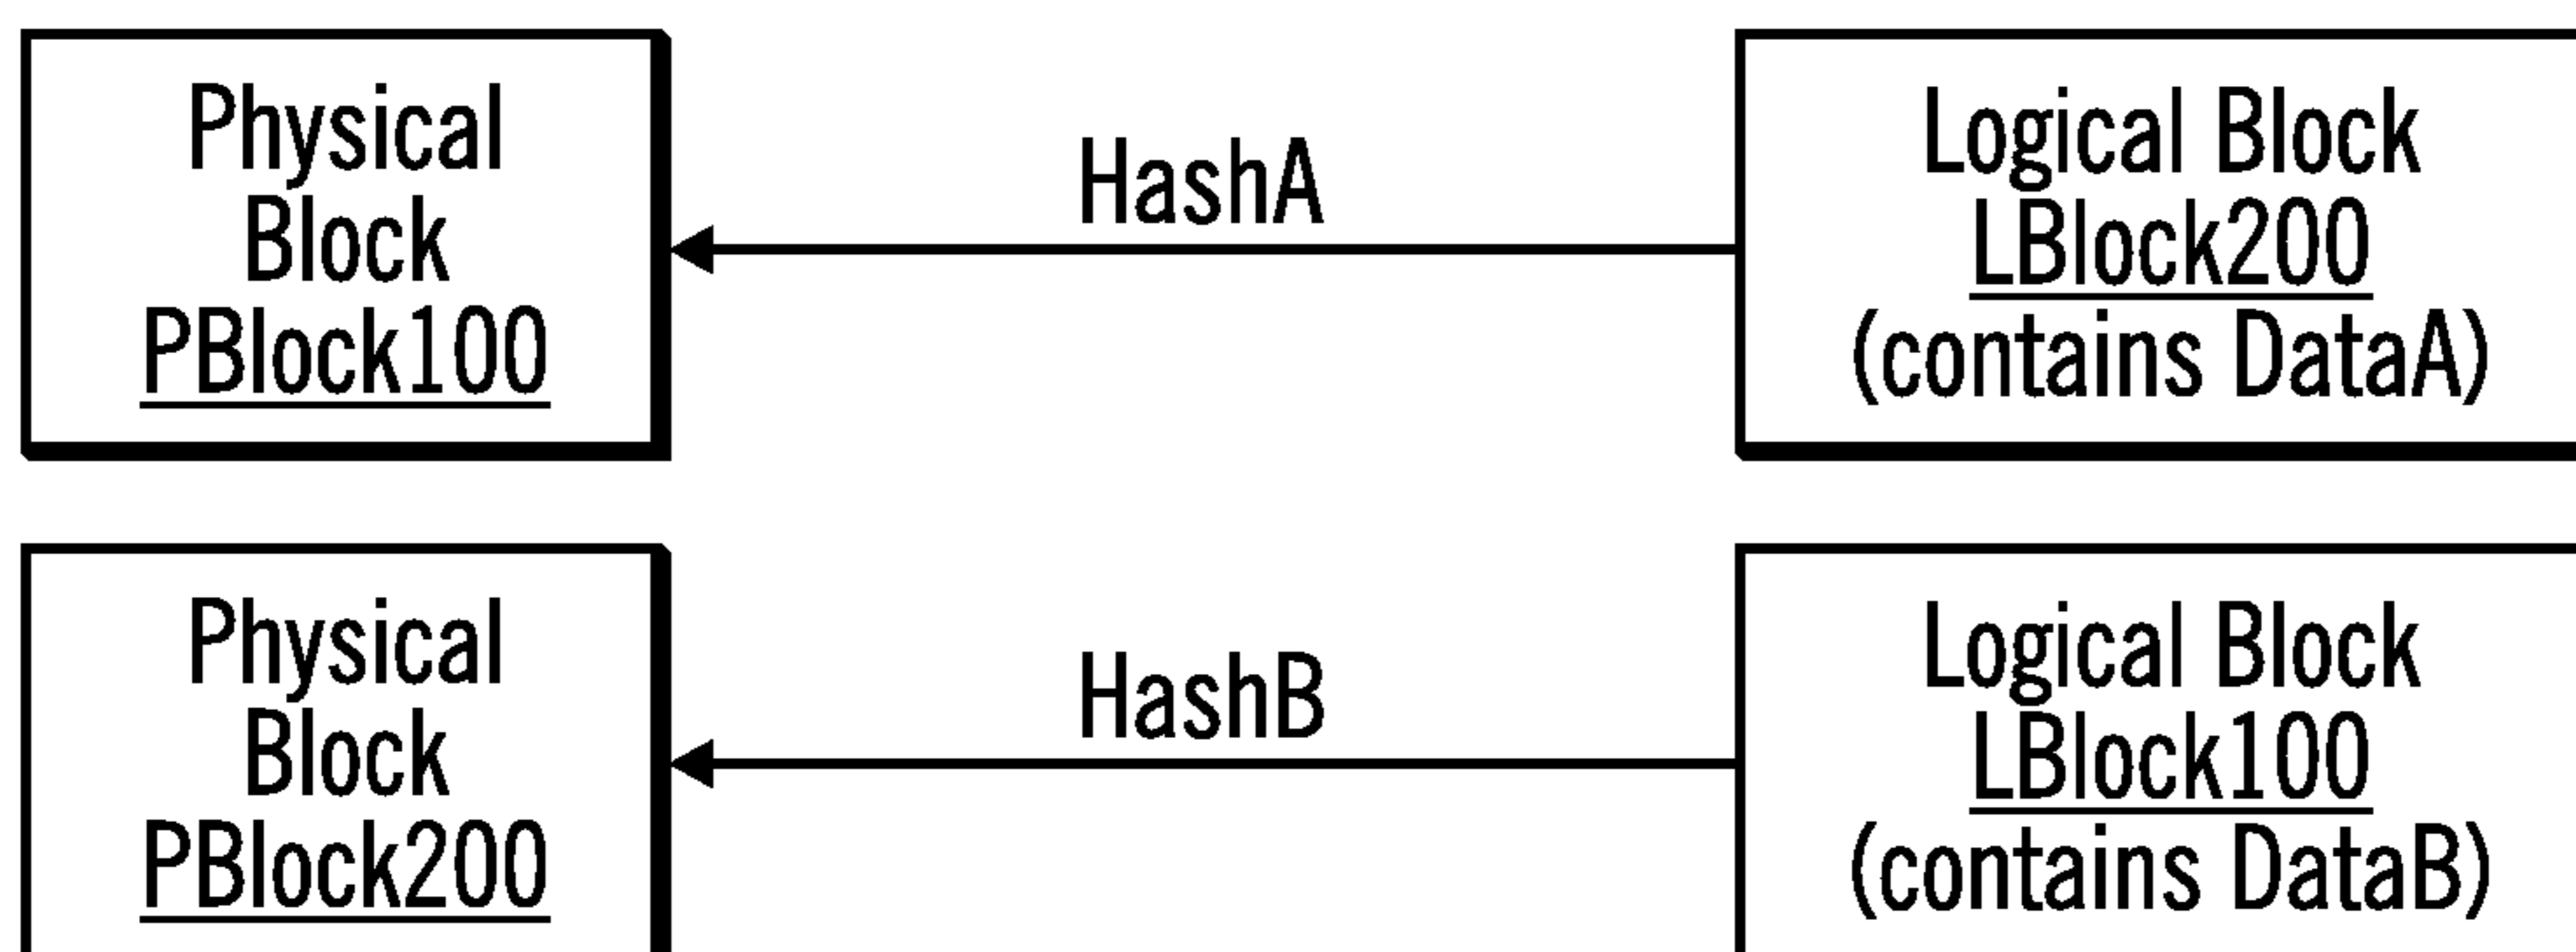 Physical
Block
PBlock100
HashA
Logical Block
LBlock200
(contains DataA)
Physical
Block
PBlock200
HashB
Logical Block
LBlock100
(contains DataB)